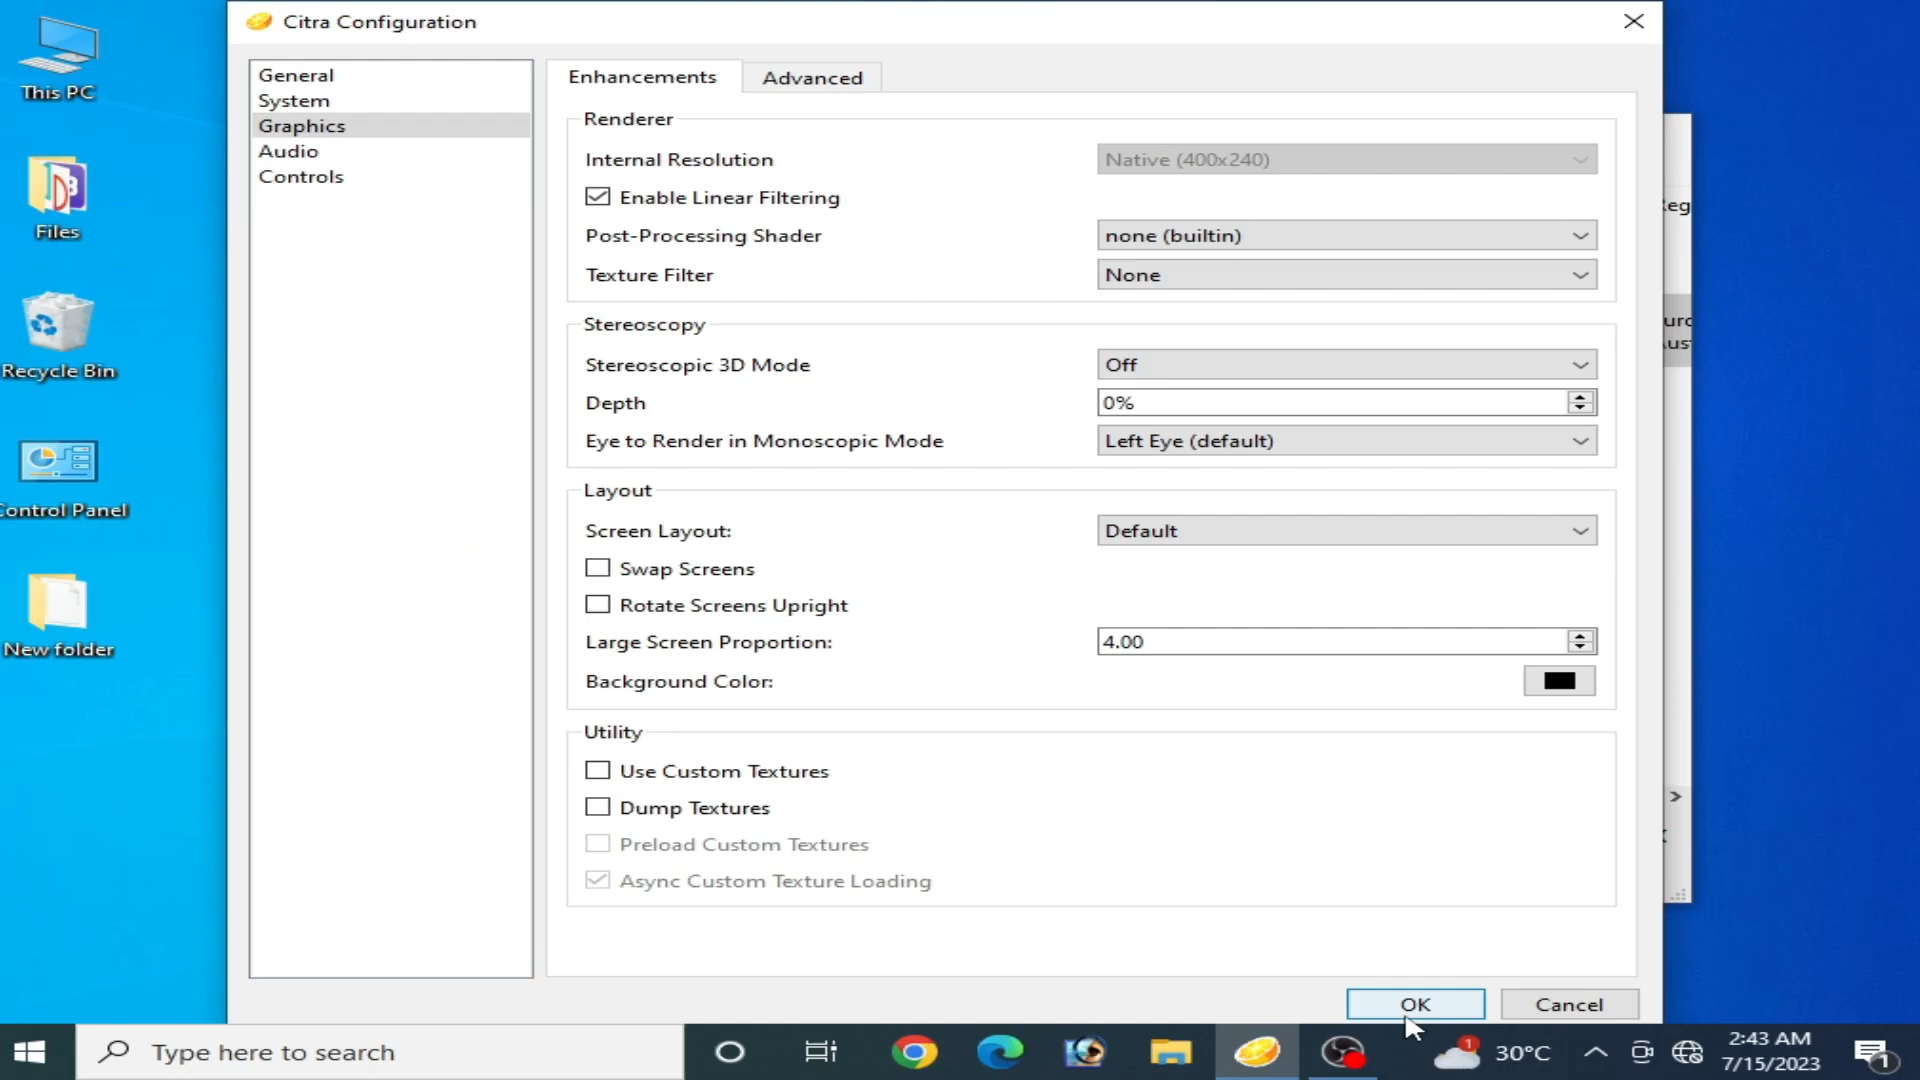 Citra Configuration
This PC
Files
Recycle Bin
Control Panel
New folder
General
System
Graphics
Audio
Controls
Enhancements
Advanced
Renderer
Internal Resolution
Native (400x240)
Enable Linear Filtering
Post-Processing Shader
none (builtin)
Texture Filter
None
Stereoscopy
Stereoscopic 3D Mode
Off
Depth
0%
Eye to Render in Monoscopic Mode
Left Eye (default)
Layout
Screen Layout:
Default
Swap Screens
Rotate Screens Upright
Large Screen Proportion:
4.00
Background Color:
Utility
Use Custom Textures
Dump Textures
Preload Custom Textures
Async Custom Texture Loading
OK
Cancel
Type here to search
1
30°C
2:43 AM
7/15/2023
1